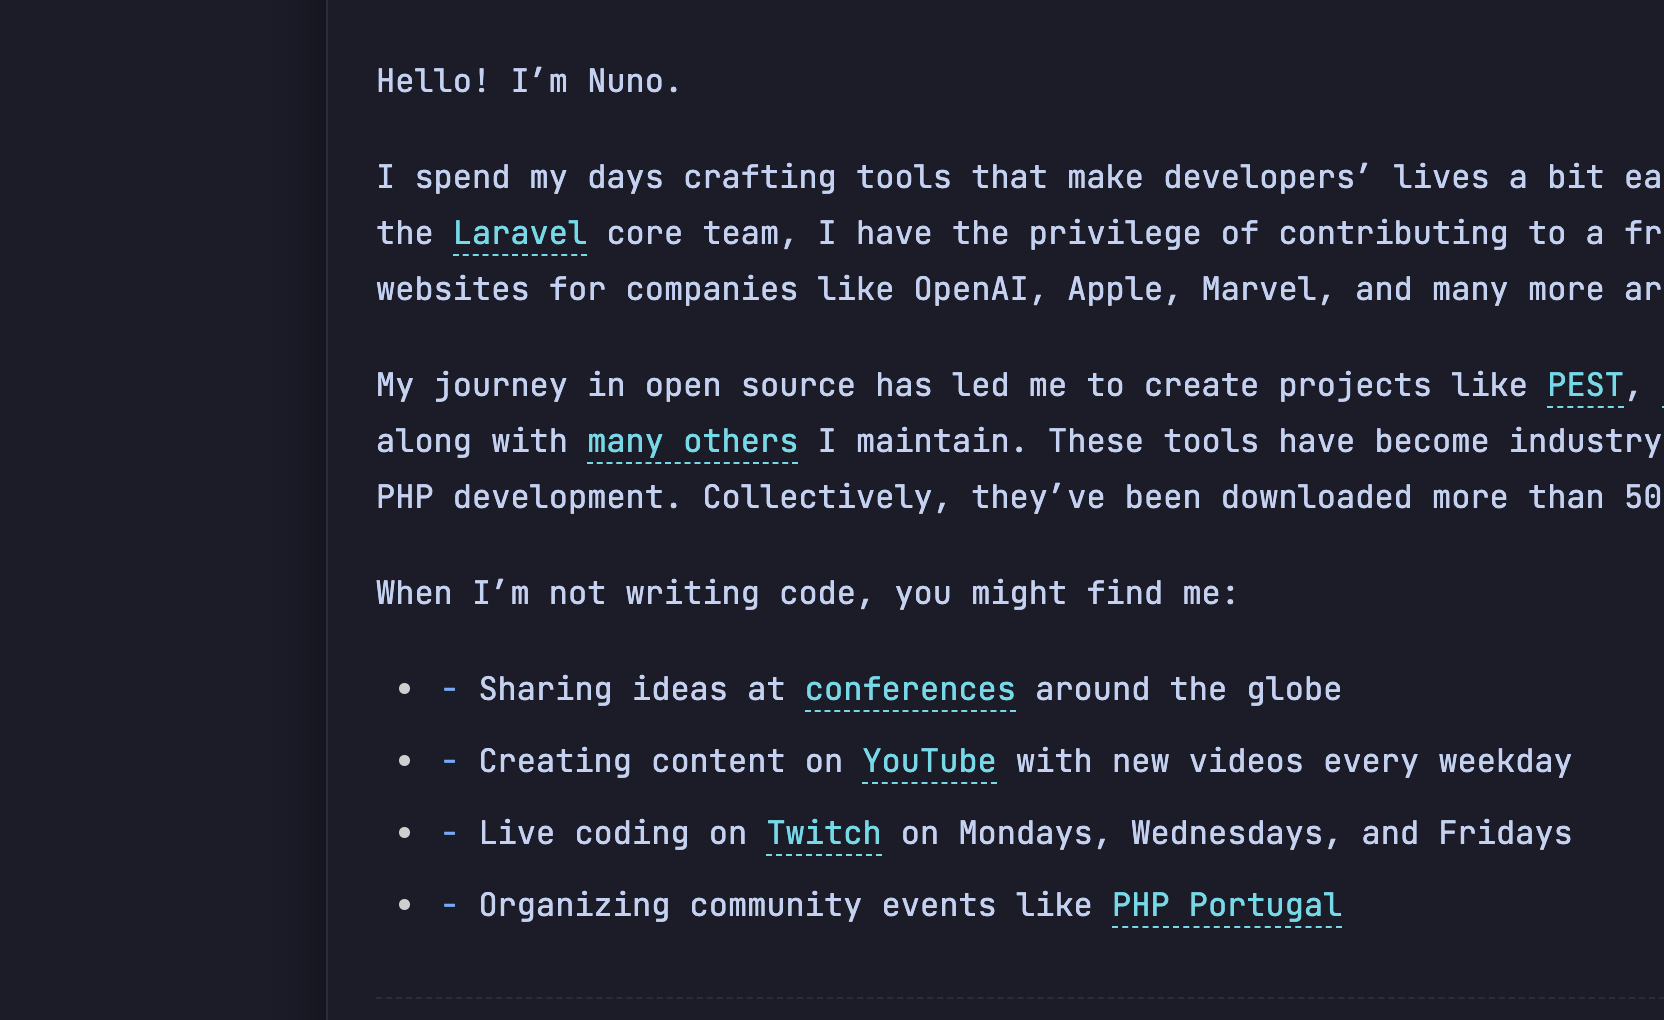 Hello! I’m Nuno.
I spend my days crafting tools that make developers’ lives a bit
the Laravel core team, I have the privilege of contributing to a
websites for companies like OpenAI, Apple, Marvel, and many more
My journey in open source has led me to create projects like PEST,
along with many others I maintain. These tools have become industry
PHP development. Collectively, they’ve been downloaded more than 50
When I’m not writing code, you might find me:
• - Sharing ideas at conferences around the globe
• - Creating content on YouTube with new videos every weekday
• - Live coding on Twitch on Mondays, Wednesdays, and Fridays
• - Organizing community events like PHP Portugal